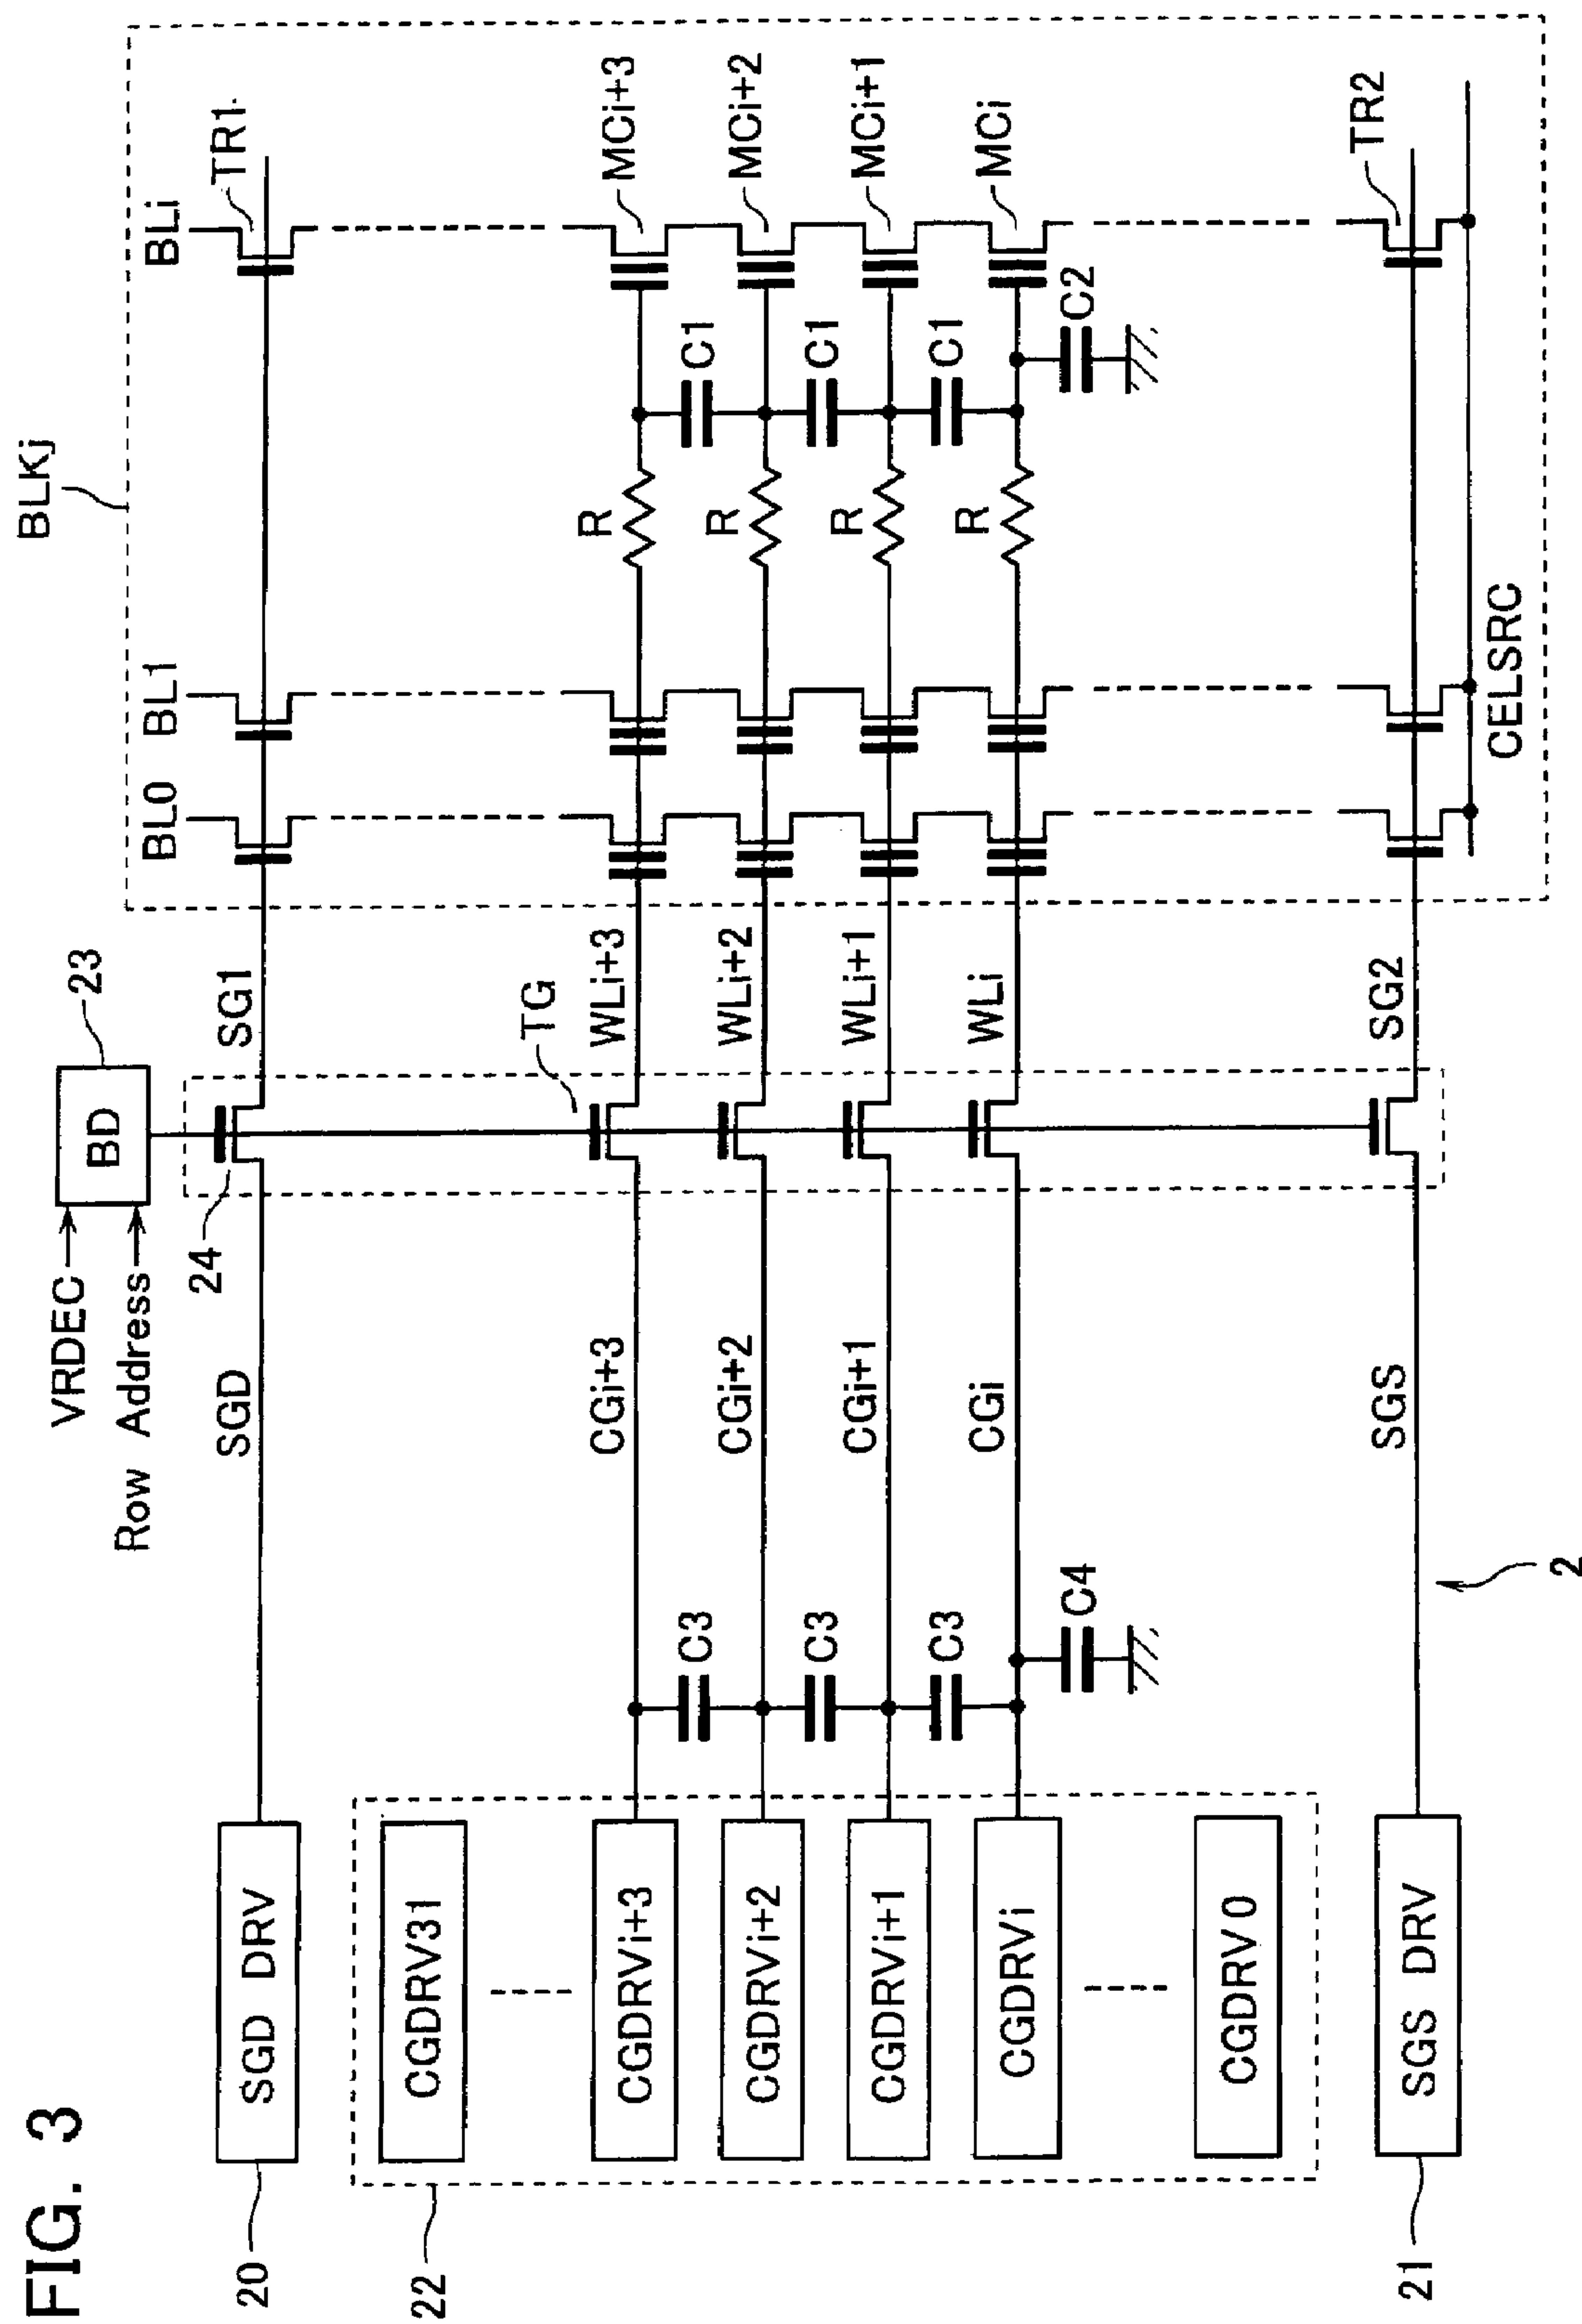 FIG. 3
20
SGD DRV
SGD
24
VRDEC
Row Address
BD
23
SG1
BLKj
BL0
BL1
BLi
TR1
22
CGDRV31
CGDRVi+3
CGi+3
TG
WLi+3
R
MCi+3
C3
C1
CGDRVi+2
CGi+2
WLi+2
R
MCi+2
C3
C1
CGDRVi+1
CGi+1
WLi+1
R
MCi+1
C3
C1
CGDRVi
CGi
WLi
R
MCi
C4
C2
CGDRV0
21
SGS DRV
SGS
SG2
TR2
CELSRC
2